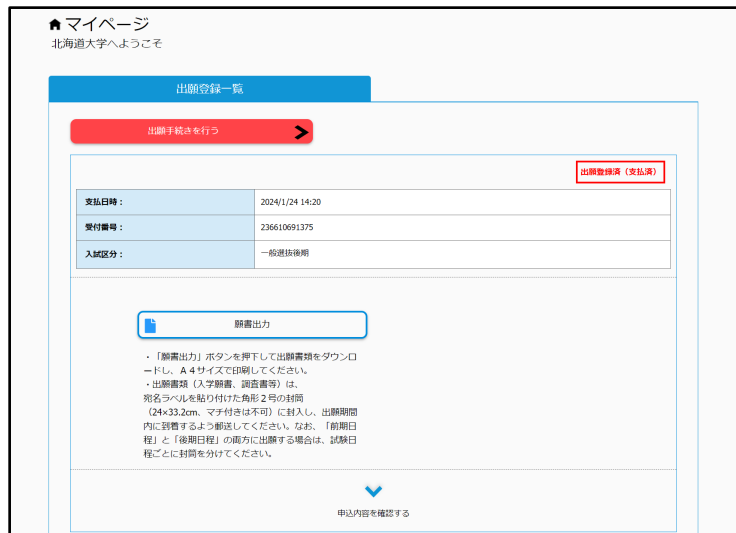 マイページ
北海道大学へようこそ
出願登録一覧
出願手続きを行う
出願登録済（支払済）
支払日時： 2024/1/24 14:20
受付番号： 236610691375
入試区分： 一般選抜後期
願書出力
・「願書出力」ボタンを押下して出願書類をダウンロ
ードし、Ａ４サイズで印刷してください。
・出願書類（入学願書、調査書等）は、
宛名ラベルを貼り付けた角形２号の封筒
（24×33.2cm、マチ付きは不可）に封入し、出願期間
内に到着するよう郵送してください。なお、「前期日
程」と「後期日程」の両方に出願する場合は、試験日
程ごとに封筒を分けてください。
申込内容を確認する